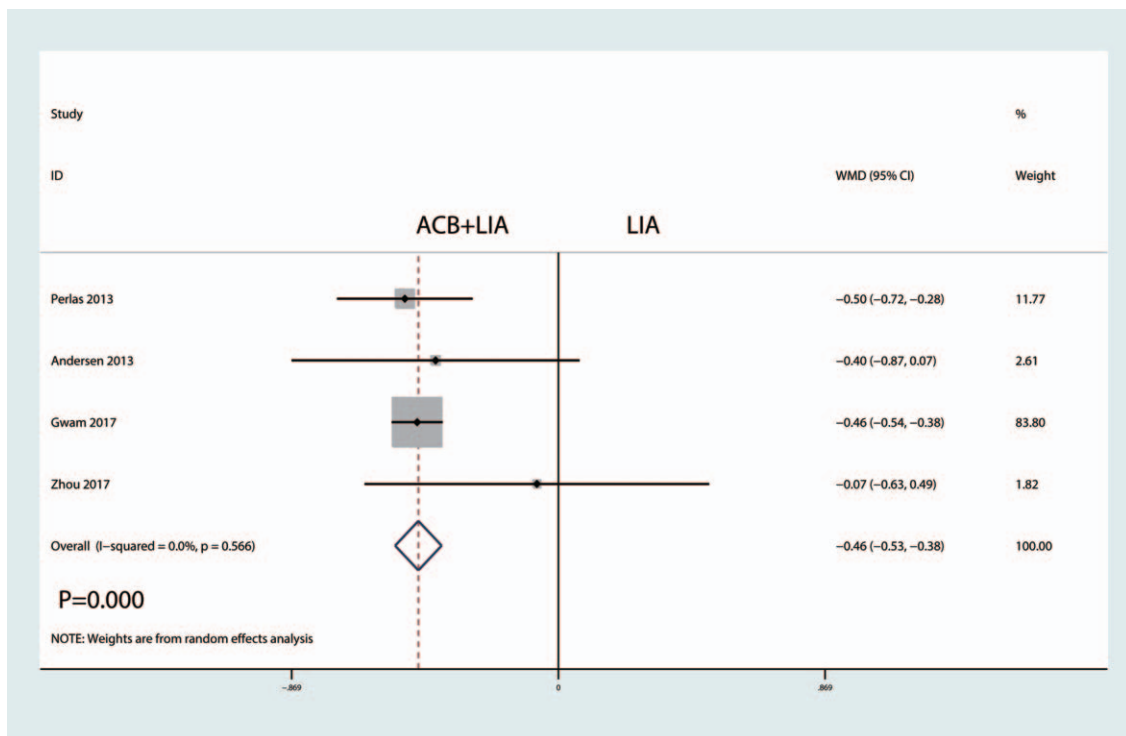 Study %
ID WMD (95% CI) Weight
ACB+LIA LIA
Perlas 2013 −0.50 (−0.72, −0.28) 11.77
Andersen 2013 −0.40 (−0.87, 0.07) 2.61
Gwam 2017 −0.46 (−0.54, −0.38) 83.80
Zhou 2017 −0.07 (−0.63, 0.49) 1.82
Overall (I−squared = 0.0%, p = 0.566) −0.46 (−0.53, −0.38) 100.00
P=0.000
NOTE: Weights are from random effects analysis
−.869 0 .869